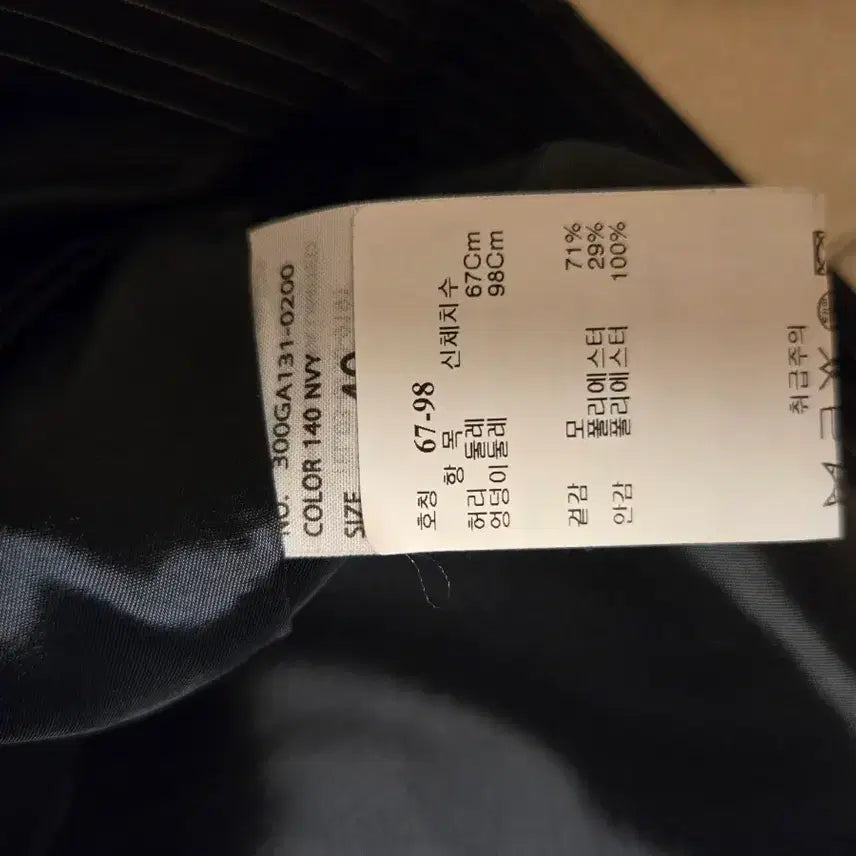 NO. 300GA131-0200
COLOR 140 NVY
SIZE 40
호칭 67-98
항 목 신체치수
허리 둘레 67Cm
엉덩이둘레 98Cm
겉감 모 71%
폴리에스터 29%
안감 폴리에스터 100%
취급주의